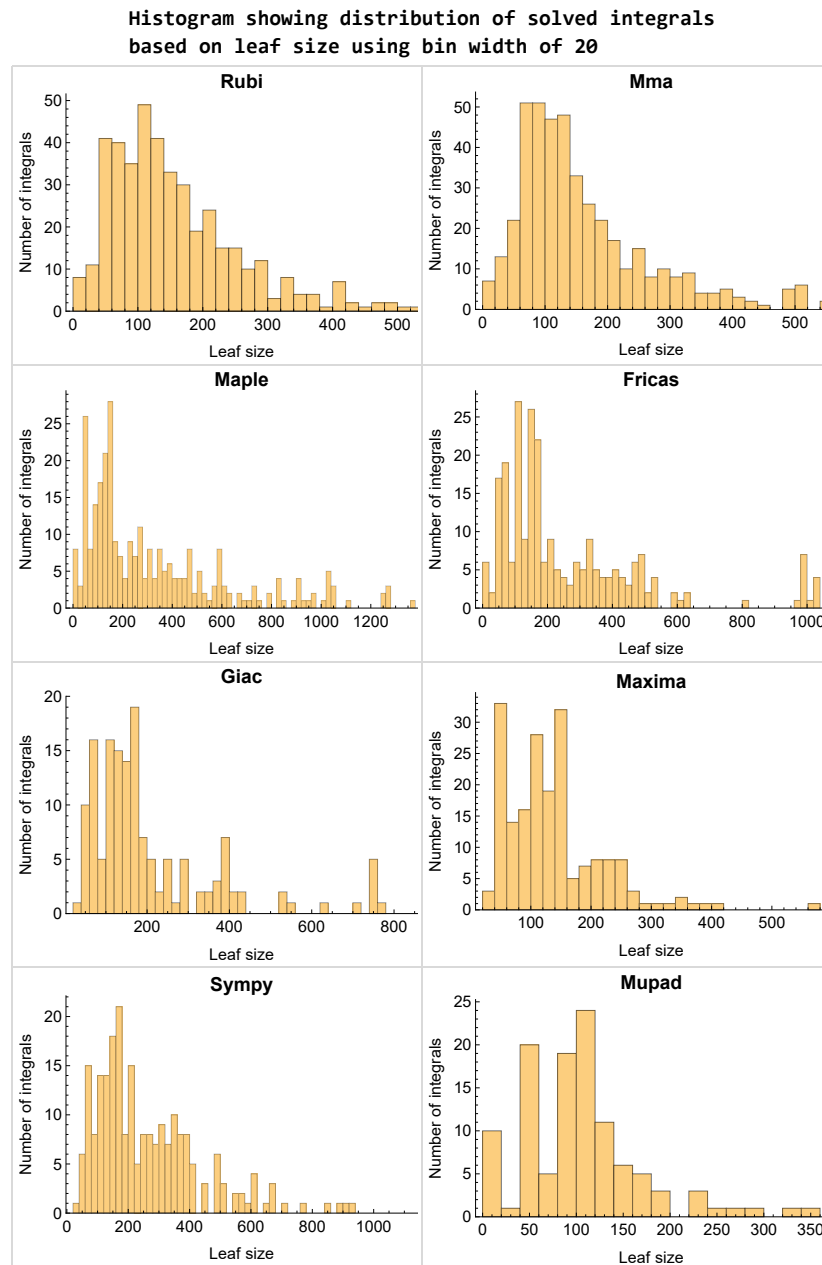 Histogram showing distribution of solved integrals
based on leaf size using bin width of 20
Rubi
Number of integrals
0 10 20 30 40 50
0 100 200 300 400 500
Leaf size
Mma
Number of integrals
0 10 20 30 40 50
0 100 200 300 400 500
Leaf size
Maple
Number of integrals
0 5 10 15 20 25
0 200 400 600 800 1000 1200
Leaf size
Fricas
Number of integrals
0 5 10 15 20 25
0 200 400 600 800 1000
Leaf size
Giac
Number of integrals
0 5 10 15 20
200 400 600 800
Leaf size
Maxima
Number of integrals
0 10 20 30
100 200 300 400 500
Leaf size
Sympy
Number of integrals
0 5 10 15 20
0 200 400 600 800 1000
Leaf size
Mupad
Number of integrals
0 5 10 15 20 25
0 50 100 150 200 250 300 350
Leaf size